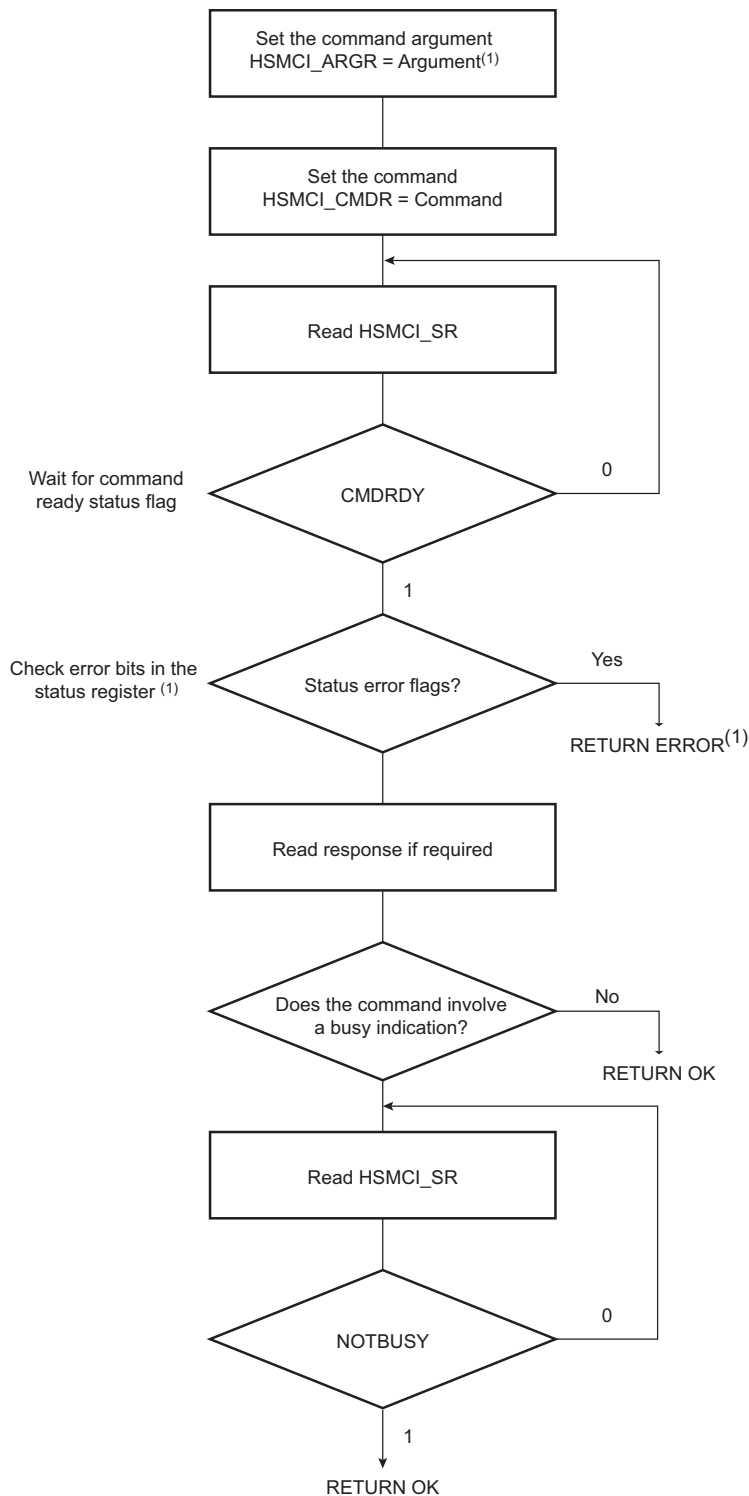 Set the command argument
HSMCI_ARGR = Argument(1)
Set the command
HSMCI_CMDR = Command
Read HSMCI_SR
Wait for command
ready status flag
CMDRDY
0
1
Check error bits in the
status register (1)
Status error flags?
Yes
RETURN ERROR(1)
Read response if required
Does the command involve
a busy indication?
No
RETURN OK
Read HSMCI_SR
NOTBUSY
0
1
RETURN OK